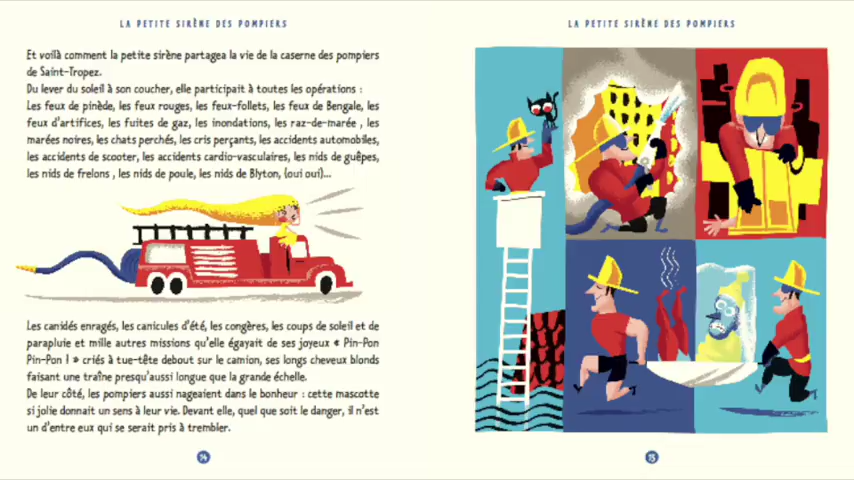 LA PETITE SIRÈNE DES POMPIERS
Et voilà comment la petite sirène partagea la vie de la caserne des pompiers
de Saint-Tropez.
Du lever du soleil à son coucher, elle participait à toutes les opérations :
Les feux de pinède, les feux rouges, les feux-follets, les feux de Bengale, les
feux d'artifices, les fuites de gaz, les inondations, les raz-de-marée , les
marées noires, les chats perchés, les cris perçants, les accidents automobiles,
les accidents de scooter, les accidents cardio-vasculaires, les nids de guêpes,
les nids de frelons , les nids de poule, les nids de Blyton, (oui oui)...
Les canidés enragés, les canicules d'été, les congères, les coups de soleil et de
parapluie et mille autres missions qu'elle égayait de ses joyeux « Pin-Pon
Pin-Pon ! » criés à tue-tête debout sur le camion, ses longs cheveux blonds
faisant une traîne presqu'aussi longue que la grande échelle.
De leur côté, les pompiers aussi nageaient dans le bonheur : cette mascotte
si jolie donnait un sens à leur vie. Devant elle, quel que soit le danger, il n'est
un d'entre eux qui se serait pris à trembler.
14
LA PETITE SIRÈNE DES POMPIERS
15